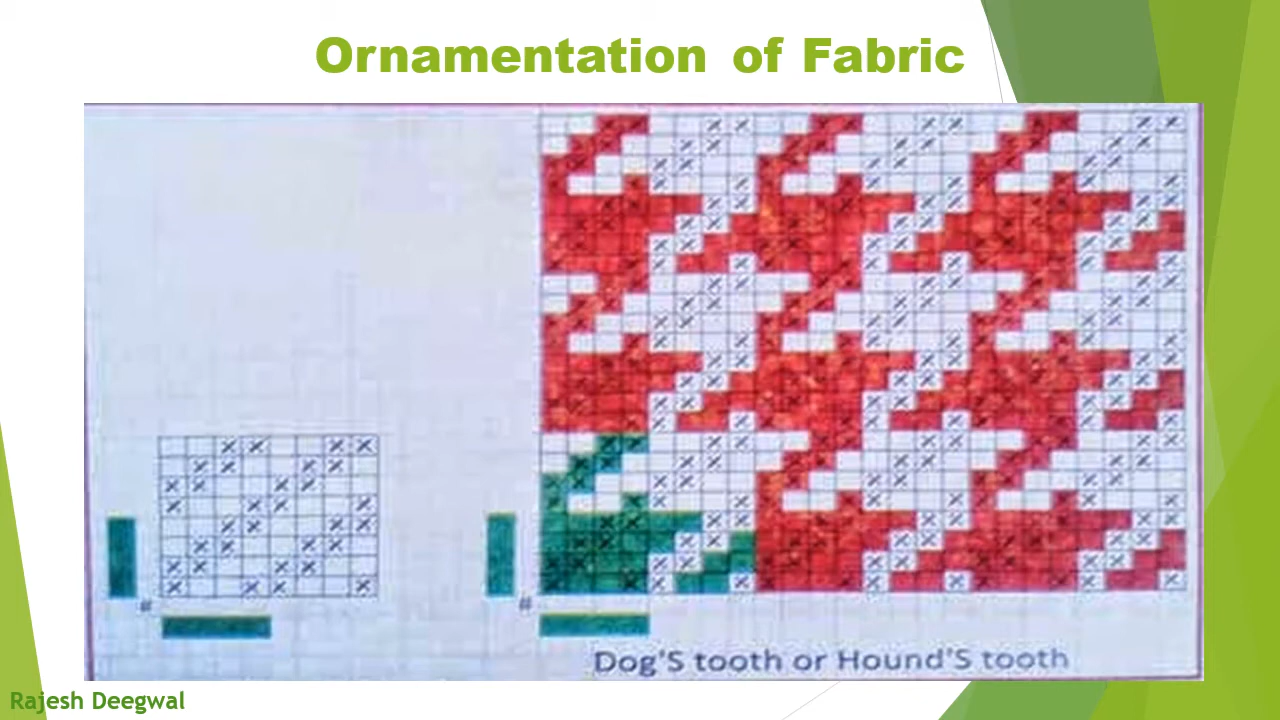 Ornamentation of Fabric
#
#
Dog'S tooth or Hound'S tooth
Rajesh Deegwal